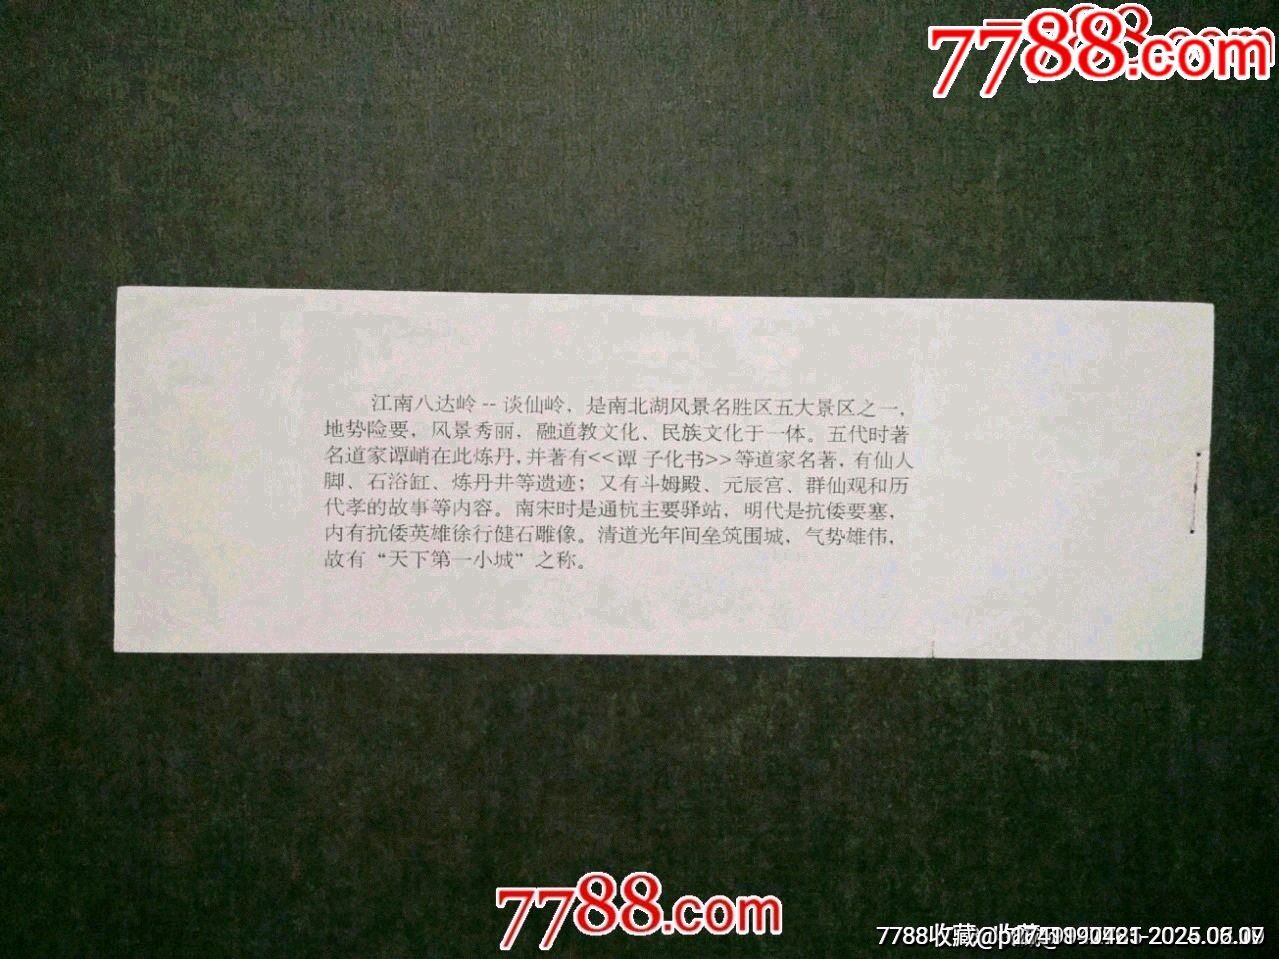 7788.com
江南八达岭--谈仙岭，是南北湖风景名胜区五大景区之一，
地势险要，风景秀丽，融道教文化、民族文化于一体。五代时著
名道家谭峭在此炼丹，并著有<<谭 子化书>>等道家名著，有仙人
脚、石浴缸、炼丹井等遗迹；又有斗姆殿、元辰宫、群仙观和历
代孝的故事等内容。南宋时是通杭主要驿站，明代是抗倭要塞，
内有抗倭英雄徐行健石雕像。清道光年间垒筑围城，气势雄伟，
故有“天下第一小城”之称。
7788.com
7788收藏